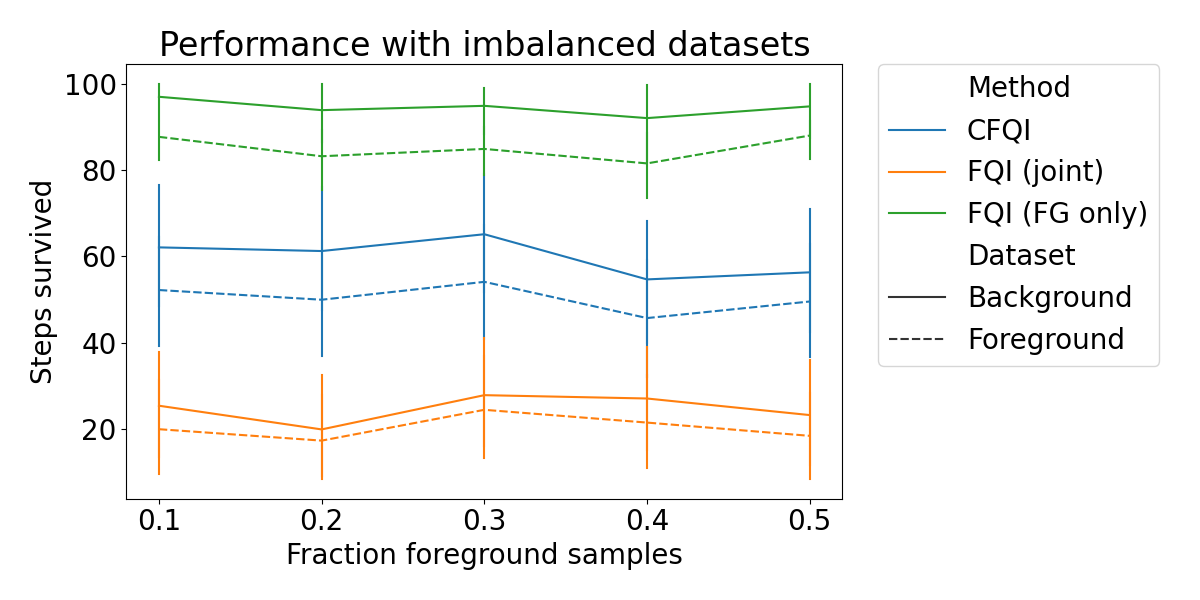 Performance with imbalanced datasets
Steps survived
100
80
60
40
20
0.1 0.2 0.3 0.4 0.5
Fraction foreground samples
Method
CFQI
FQI (joint)
FQI (FG only)
Dataset
Background
Foreground